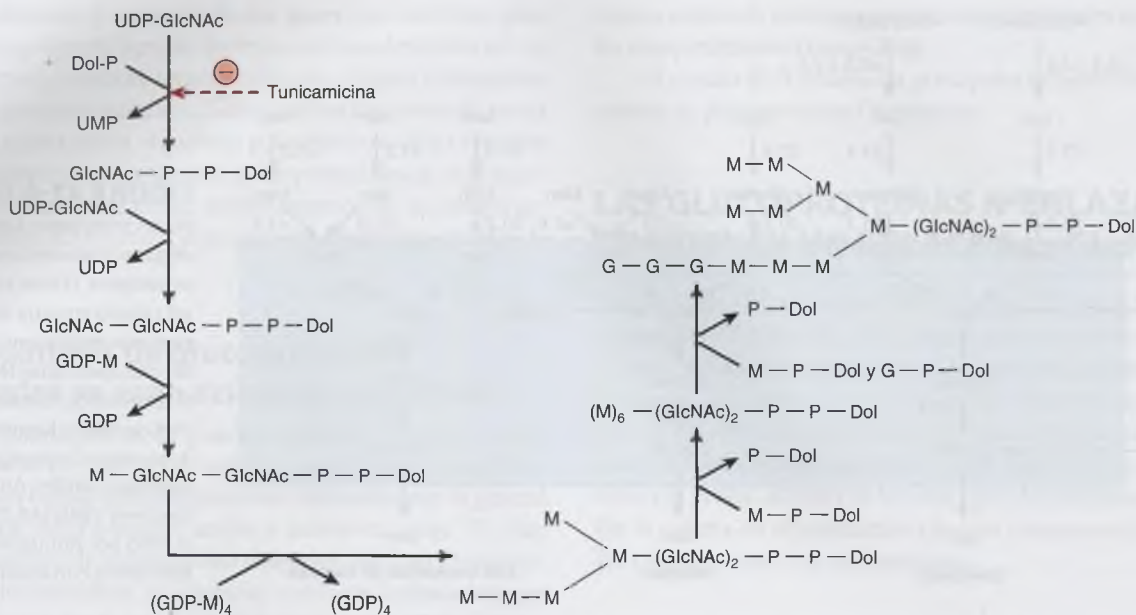 UDP-GlcNAc
Dol-P
−
Tunicamicina
UMP
GlcNAc — P — P — Dol
UDP-GlcNAc
UDP
GlcNAc — GlcNAc — P — P — Dol
GDP-M
GDP
M — GlcNAc — GlcNAc — P — P — Dol
(GDP-M)₄
(GDP)₄
M
M — (GlcNAc)₂ — P — P — Dol
M — M — M
M — P — Dol
P — Dol
(M)₆ — (GlcNAc)₂ — P — P — Dol
M — P — Dol y G — P — Dol
P — Dol
M — M
M
M — M
M — (GlcNAc)₂ — P — P — Dol
G — G — G — M — M — M